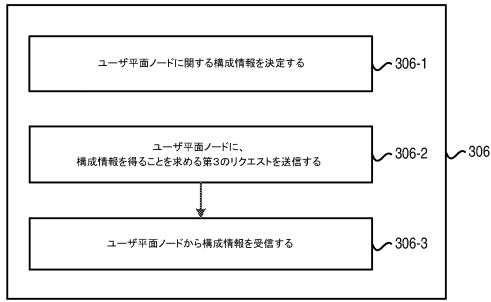 ユーザ平面ノードに関する構成情報を決定する
306-1
ユーザ平面ノードに、
構成情報を得ることを求める第3のリクエストを送信する
306-2
306
ユーザ平面ノードから構成情報を受信する
306-3